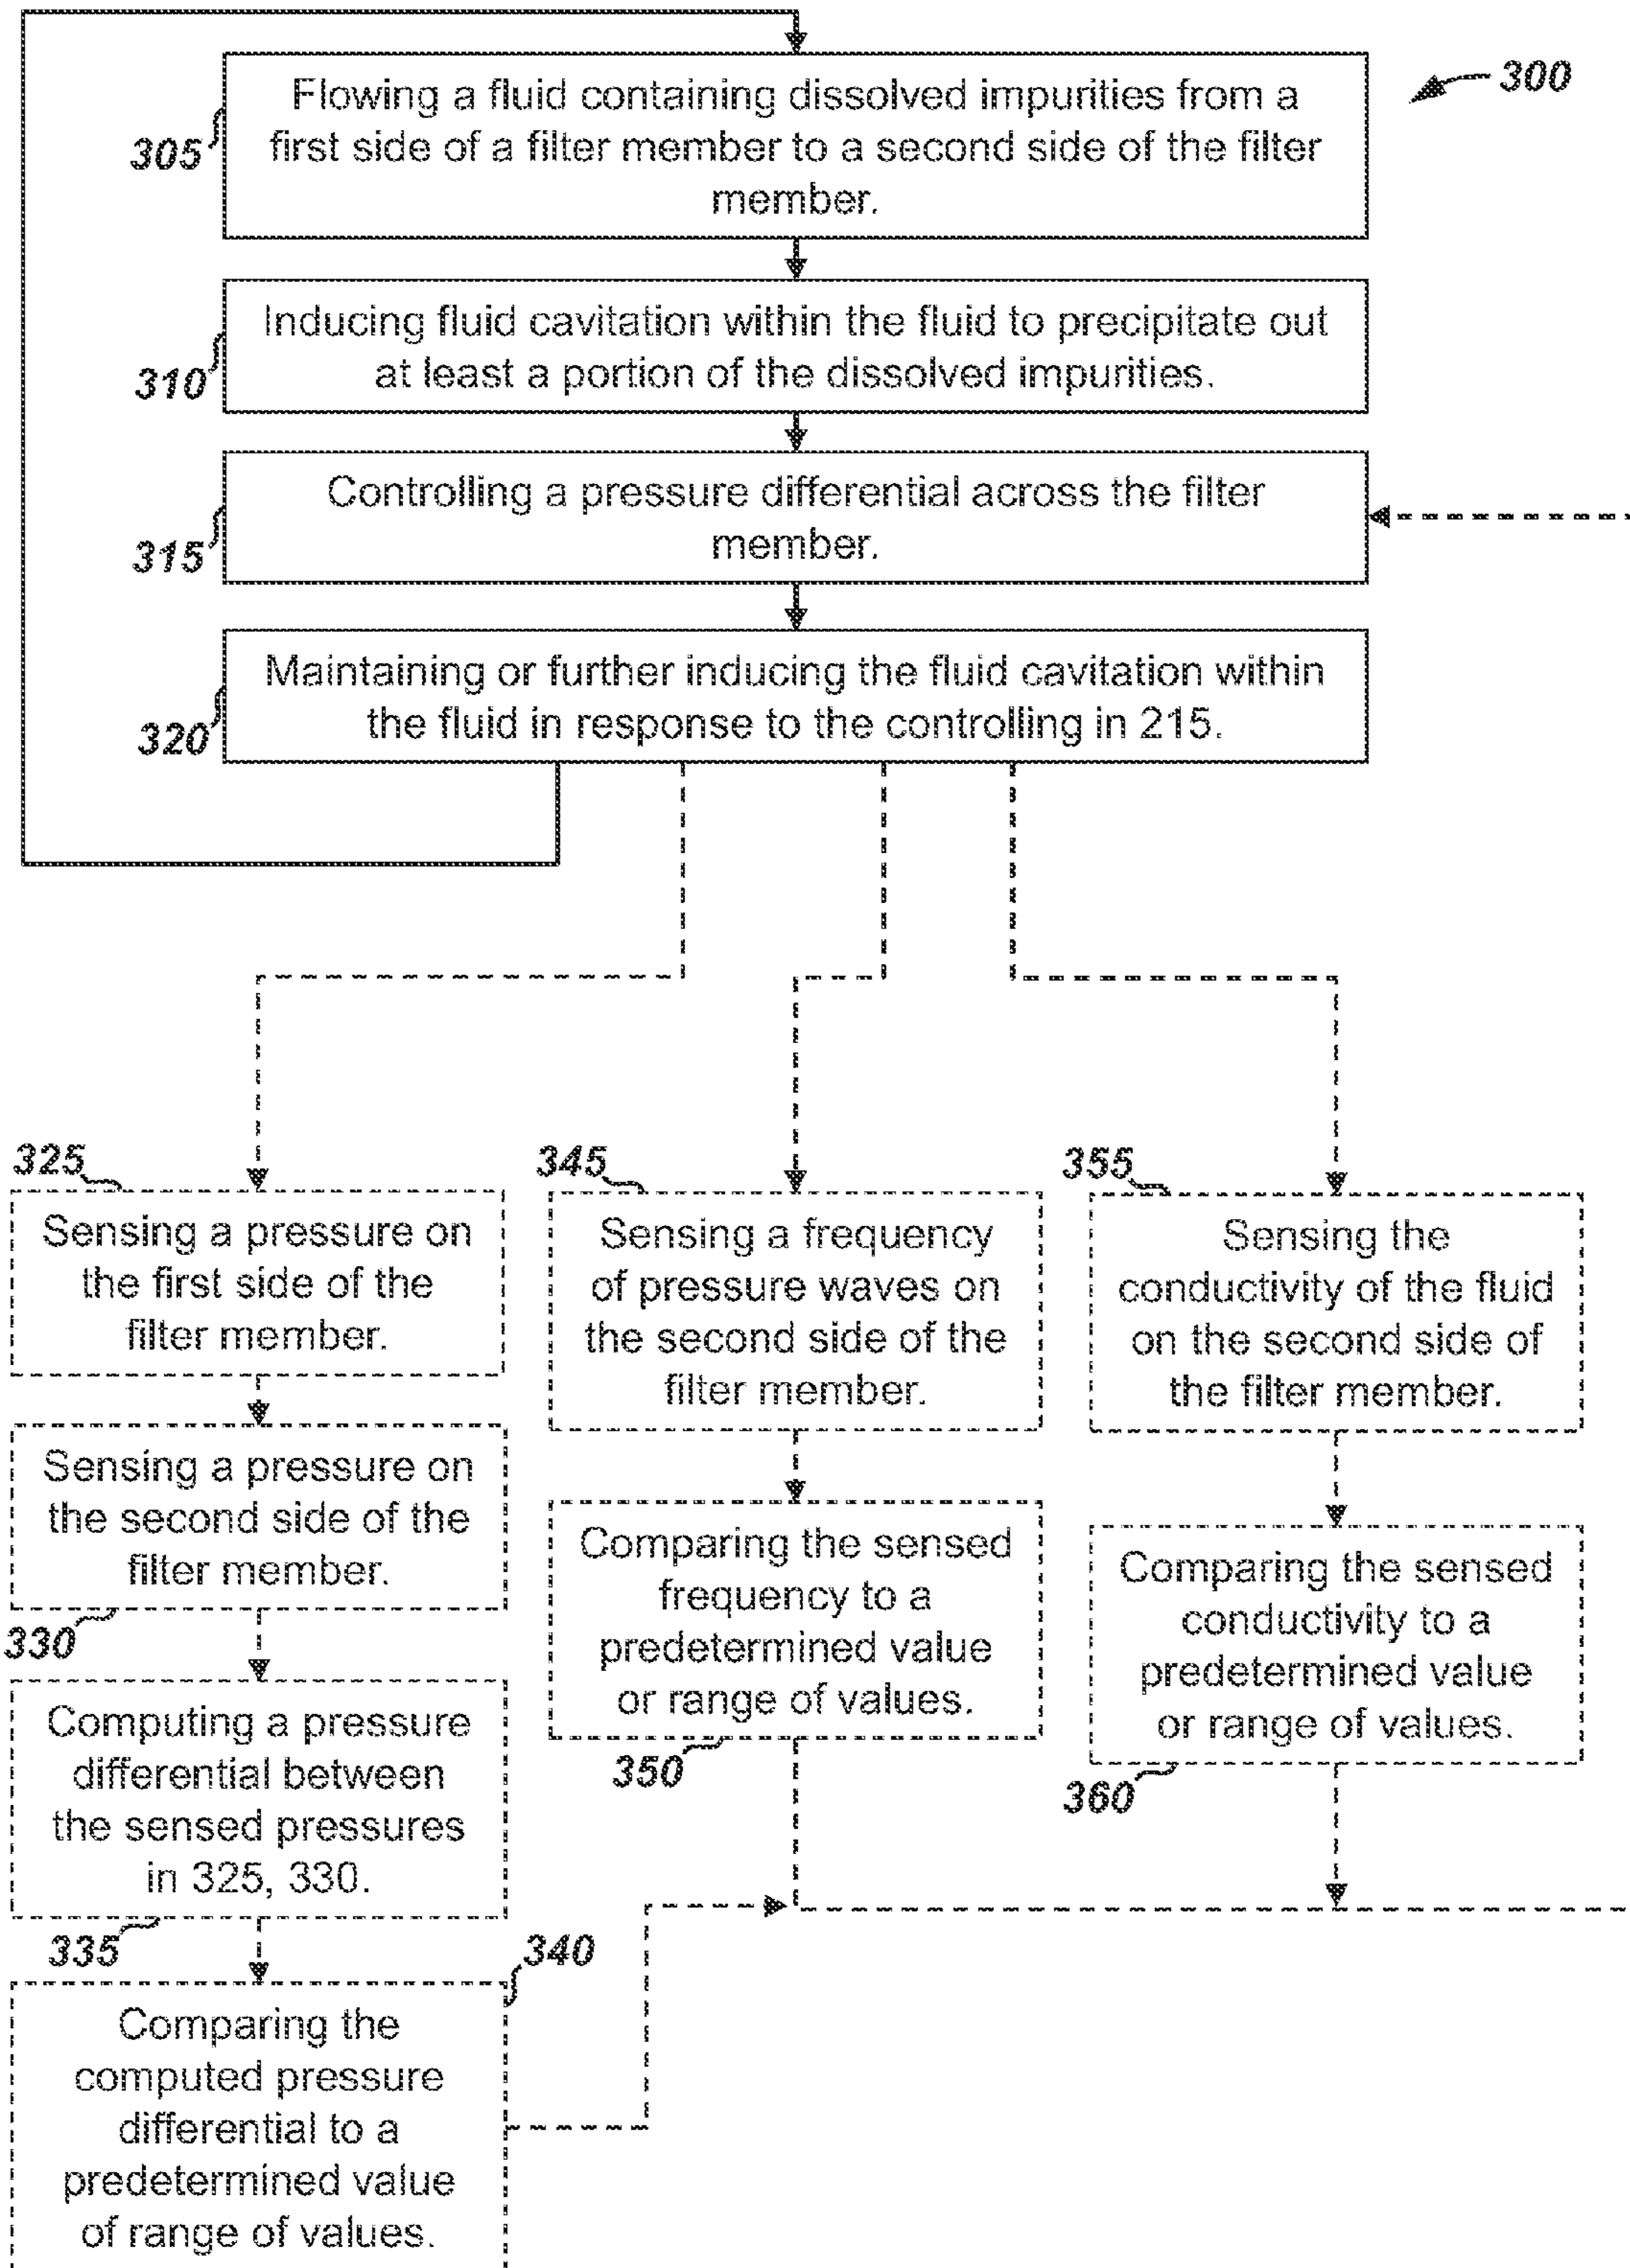 300
Flowing a fluid containing dissolved impurities from a
first side of a filter member to a second side of the filter
member.
305
Inducing fluid cavitation within the fluid to precipitate out
at least a portion of the dissolved impurities.
310
Controlling a pressure differential across the filter
member.
315
Maintaining or further inducing the fluid cavitation within
the fluid in response to the controlling in 215.
320
325
Sensing a pressure on
the first side of the
filter member.
Sensing a pressure on
the second side of the
filter member.
330
Computing a pressure
differential between
the sensed pressures
in 325, 330.
335
340
Comparing the
computed pressure
differential to a
predetermined value
of range of values.
345
Sensing a frequency
of pressure waves on
the second side of the
filter member.
Comparing the sensed
frequency to a
predetermined value
or range of values.
350
355
Sensing the
conductivity of the fluid
on the second side of
the filter member.
Comparing the sensed
conductivity to a
predetermined value
or range of values.
360